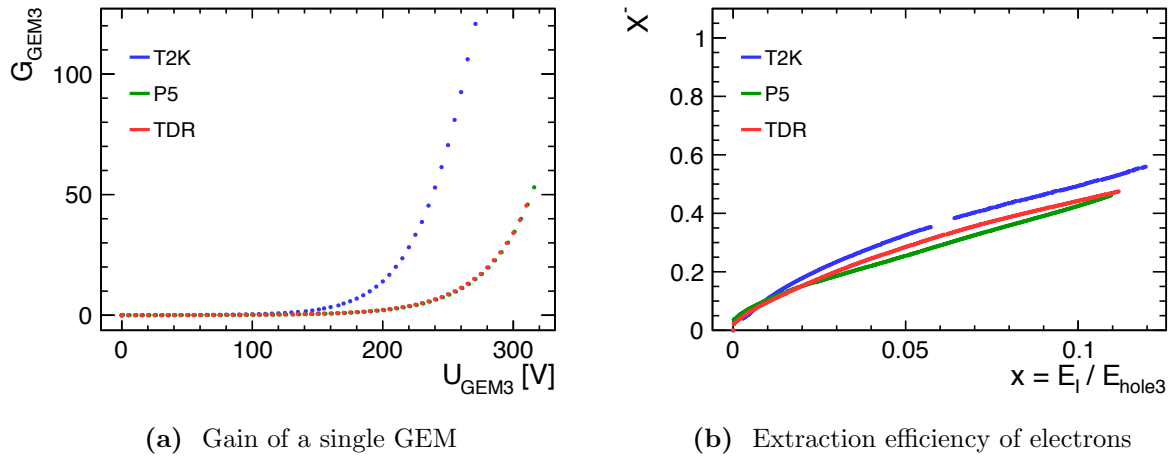 G_GEM3
100
50
0
T2K
P5
TDR
0 100 200 300
U_GEM3 [V]
X⁻
1
0.8
0.6
0.4
0.2
0
T2K
P5
TDR
0 0.05 0.1
x = E_I / E_hole3
(a) Gain of a single GEM
(b) Extraction efficiency of electrons